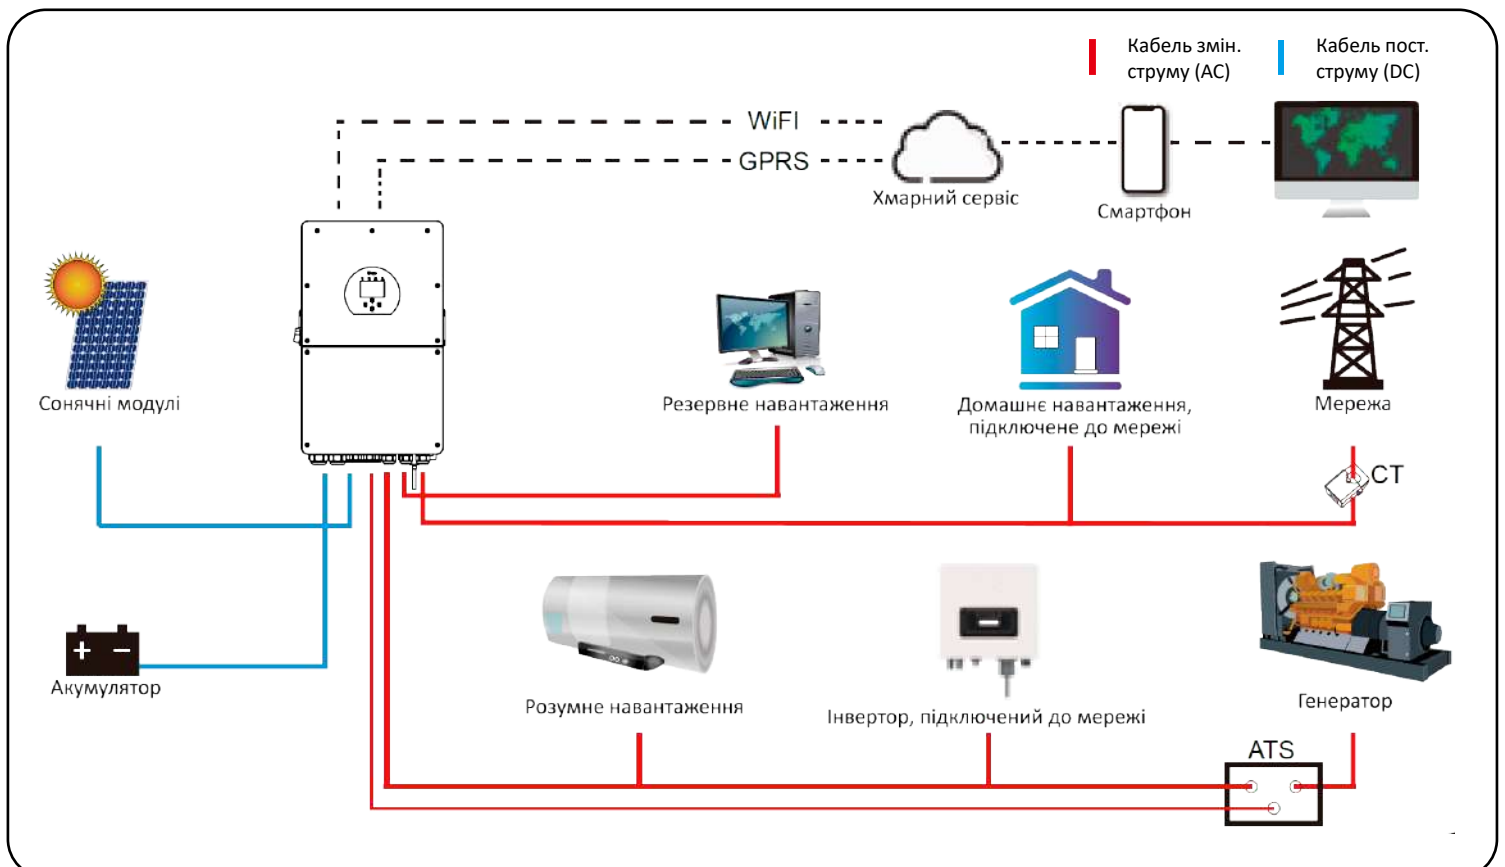 Кабель змін.
струму (AC)
Кабель пост.
струму (DC)
WiFI
GPRS
Хмарний сервіс
Смартфон
Сонячні модулі
Резервне навантаження
Домашнє навантаження,
підключене до мережі
Мережа
CT
Акумулятор
Розумне навантаження
Інвертор, підключений до мережі
Генератор
ATS